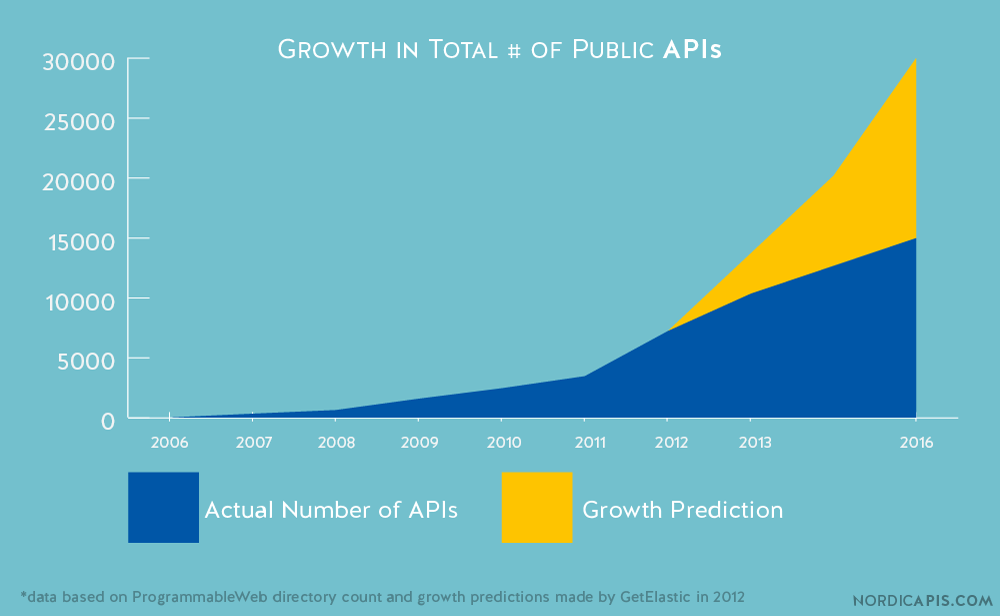 GROWTH IN TOTAL # OF PUBLIC APIs
30000
25000
20000
15000
10000
5000
0
2006 2007 2008 2009 2010 2011 2012 2013 2016
Actual Number of APIs
Growth Prediction
*data based on ProgrammableWeb directory count and growth predictions made by GetElastic in 2012
NORDICAPIS.COM